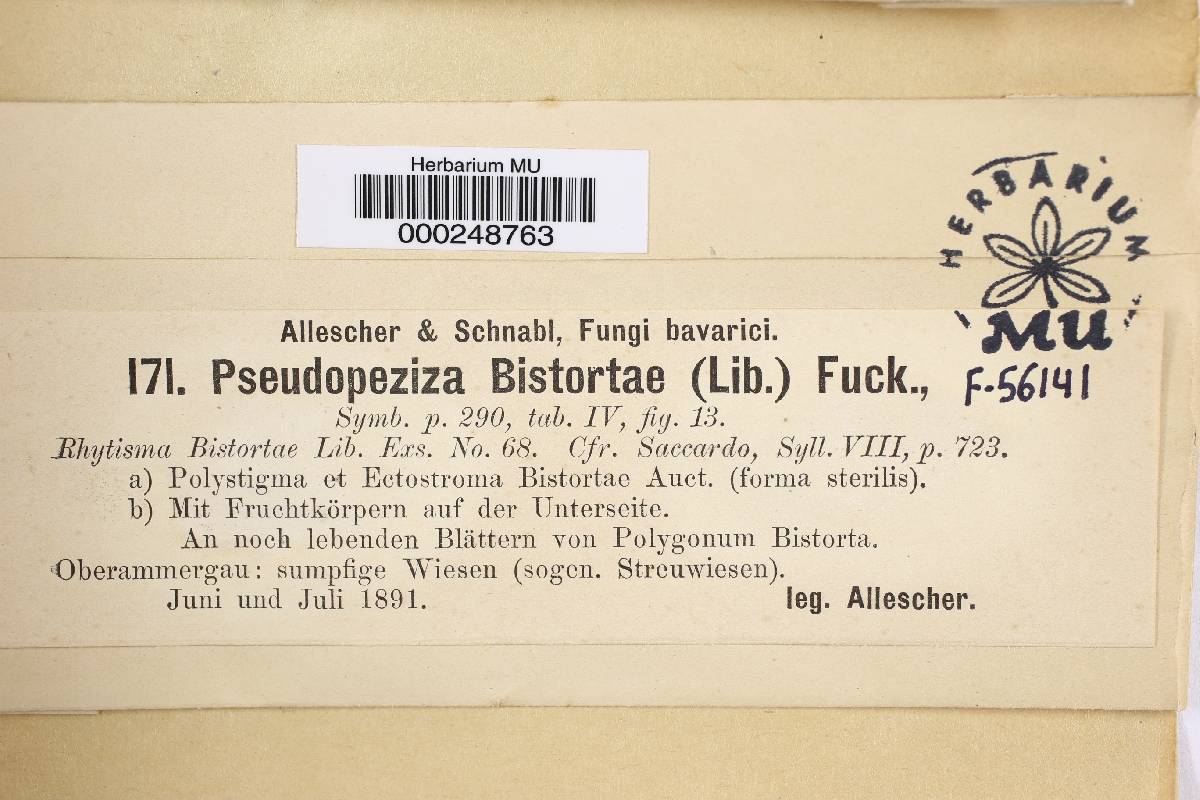 Herbarium MU
000248763
HERBARIUM
MU
Allescher & Schnabl, Fungi bavarici.
171. Pseudopeziza Bistortae (Lib.) Fuck.,
F-56141
Symb. p. 290, tab. IV, fig. 13.
Rhytisma Bistortae Lib. Exs. No. 68. Cfr. Saccardo, Syll. VIII, p. 723.
a) Polystigma et Ectostroma Bistortae Auct. (forma sterilis).
b) Mit Fruchtkörpern auf der Unterseite.
An noch lebenden Blättern von Polygonum Bistorta.
Oberammergau: sumpfige Wiesen (sogen. Streuwiesen).
Juni und Juli 1891.
leg. Allescher.